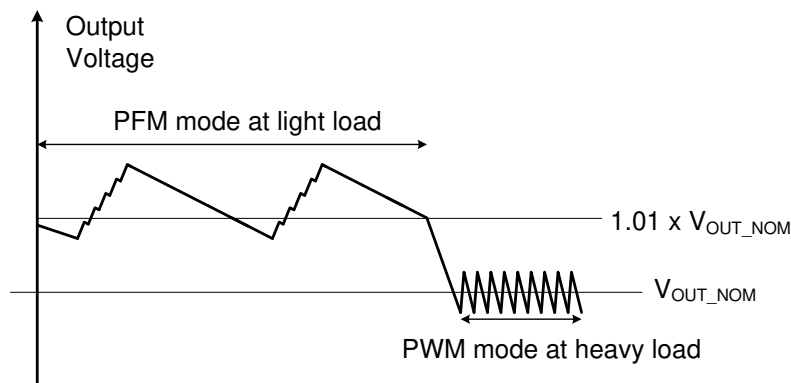 Output
Voltage
PFM mode at light load
1.01 x V_OUT_NOM
V_OUT_NOM
PWM mode at heavy load